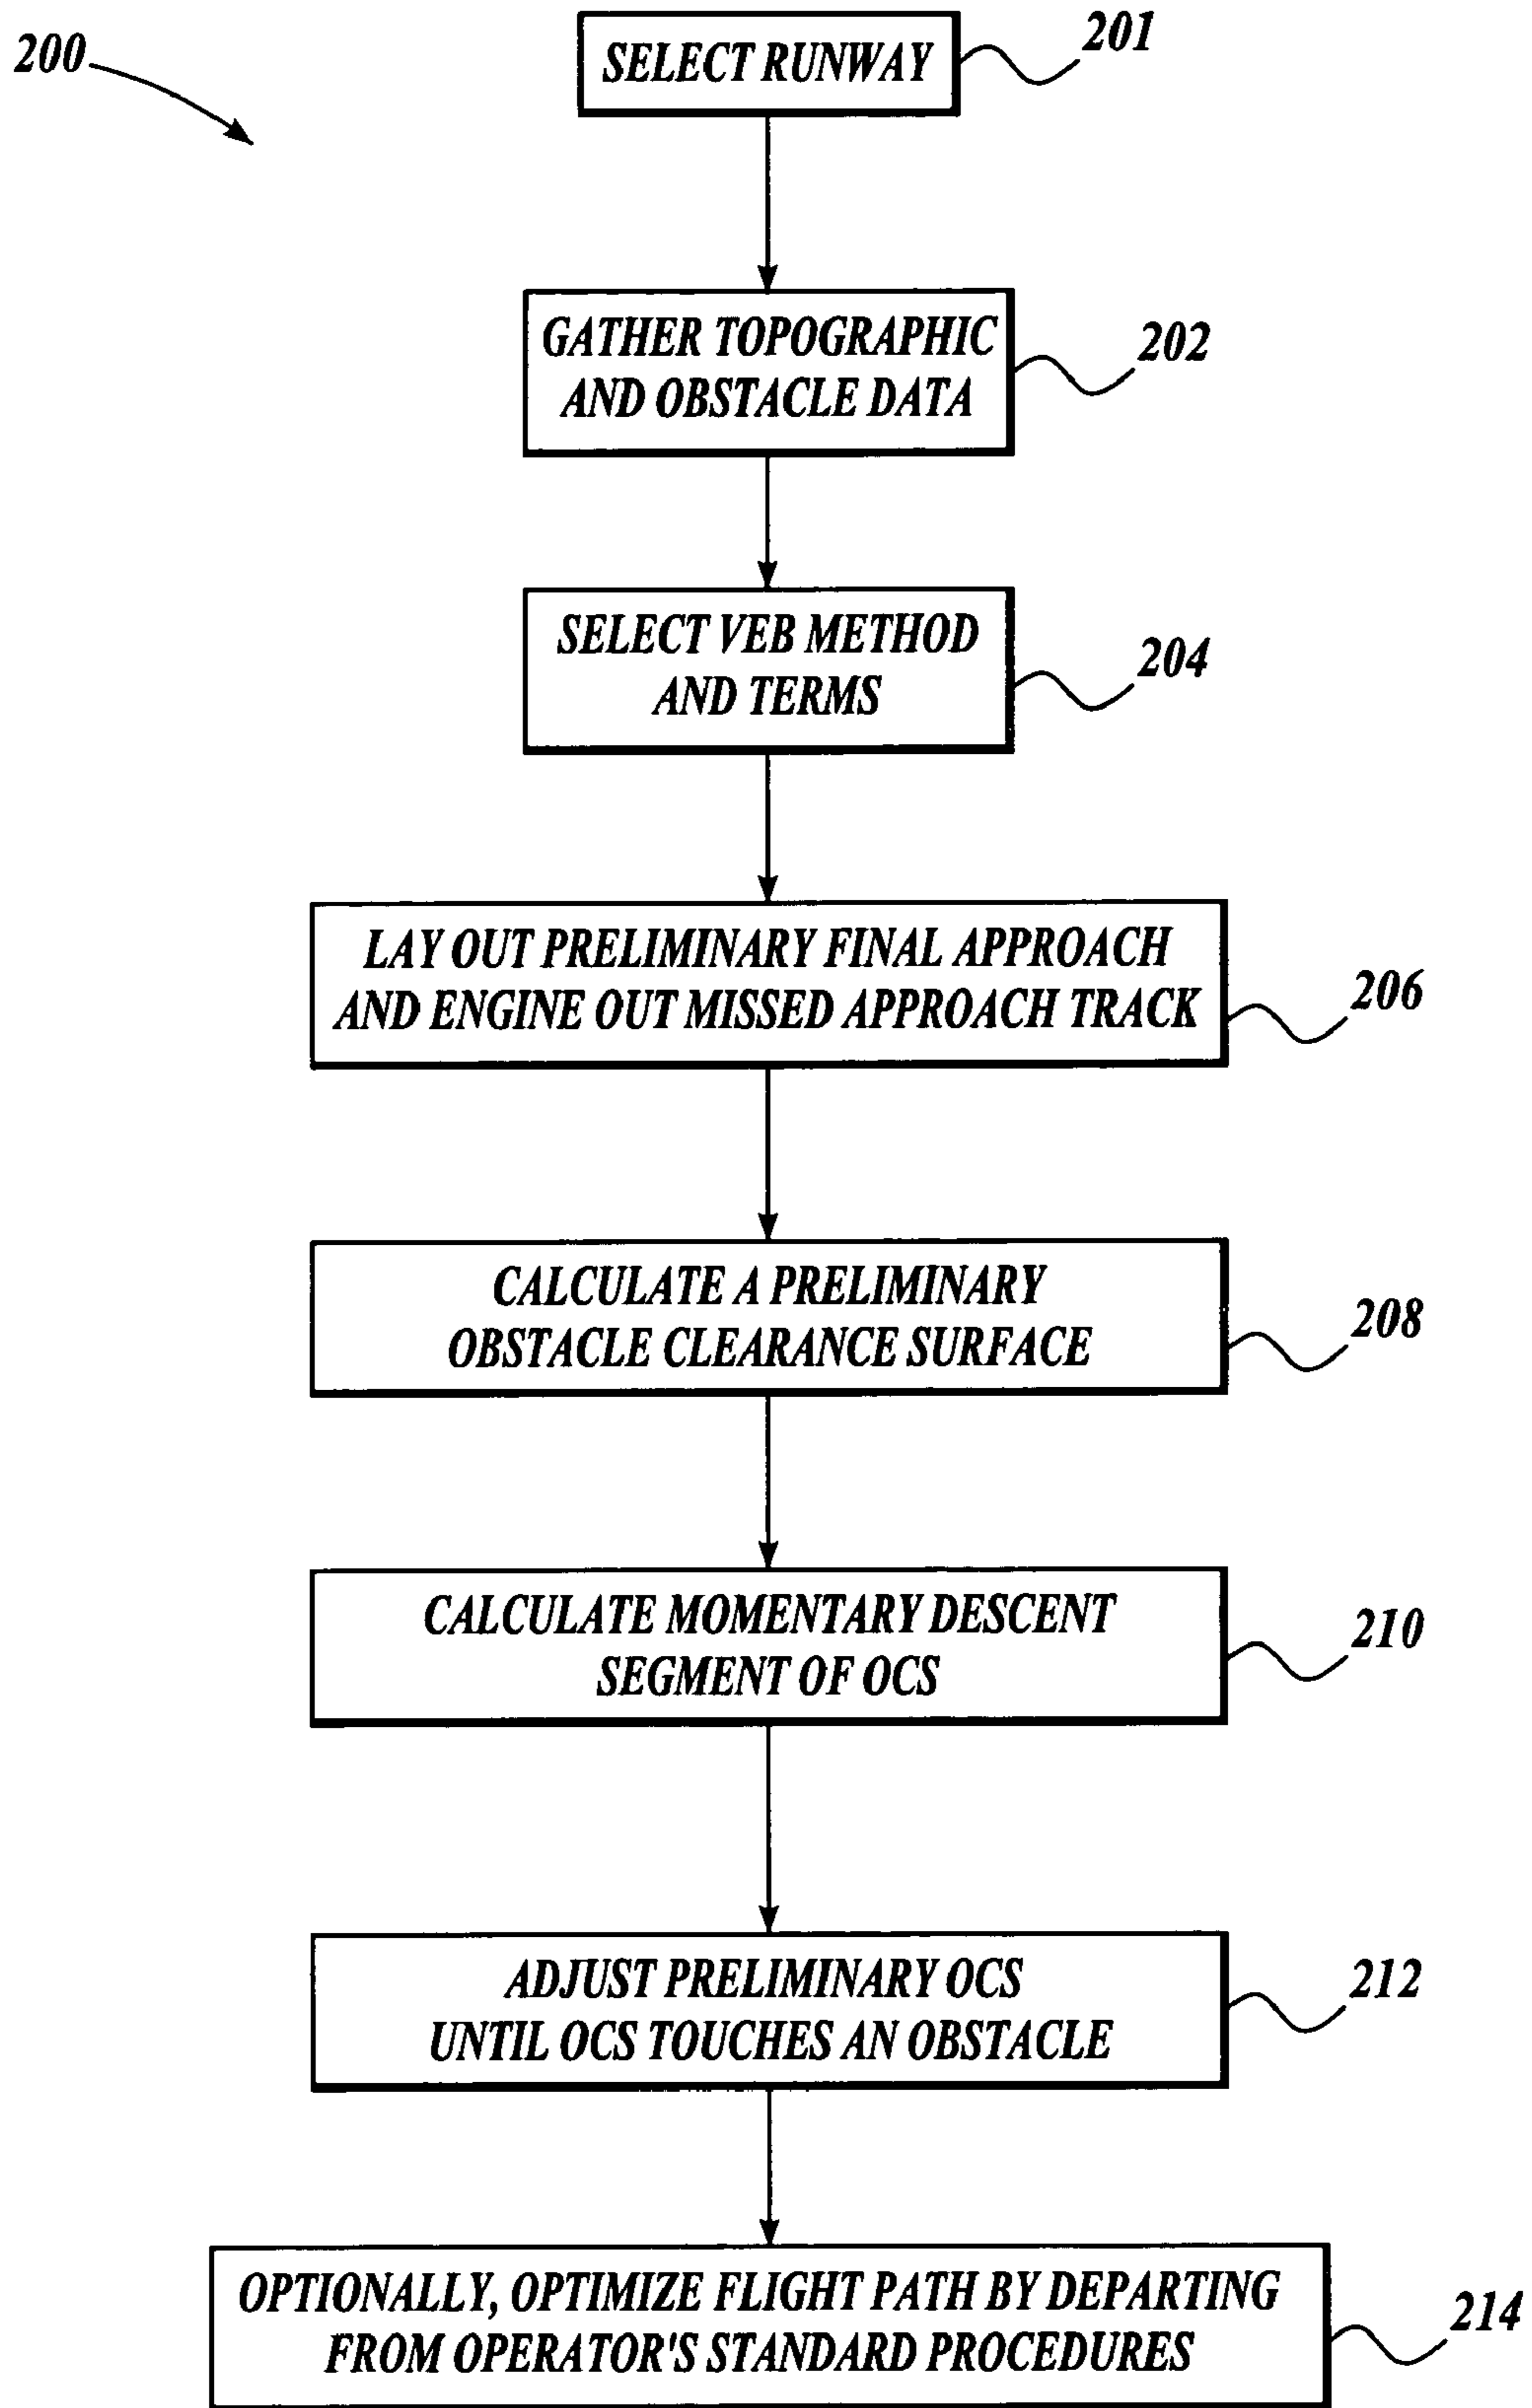 200
SELECT RUNWAY
201
GATHER TOPOGRAPHIC
AND OBSTACLE DATA
202
SELECT VEB METHOD
AND TERMS
204
LAY OUT PRELIMINARY FINAL APPROACH
AND ENGINE OUT MISSED APPROACH TRACK
206
CALCULATE A PRELIMINARY
OBSTACLE CLEARANCE SURFACE
208
CALCULATE MOMENTARY DESCENT
SEGMENT OF OCS
210
ADJUST PRELIMINARY OCS
UNTIL OCS TOUCHES AN OBSTACLE
212
OPTIONALLY, OPTIMIZE FLIGHT PATH BY DEPARTING
FROM OPERATOR'S STANDARD PROCEDURES
214